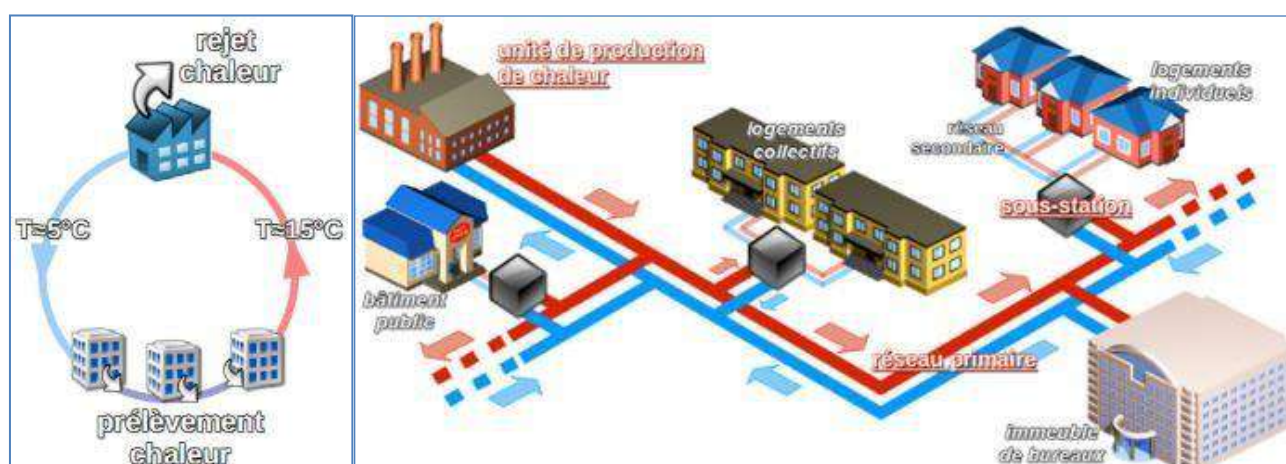 rejet
chaleur
T≈5°C
T≈15°C
prélèvement
chaleur
unité de production
de chaleur
logements
collectifs
logements
individuels
réseau
secondaire
sous-station
bâtiment
public
réseau primaire
immeuble
de bureaux